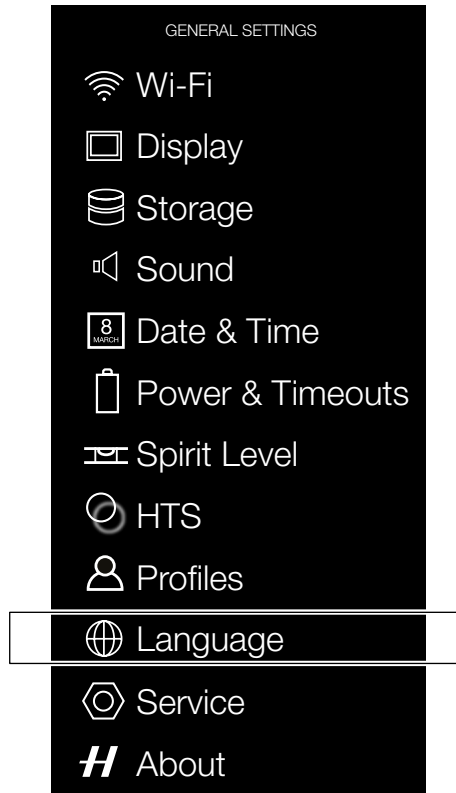 GENERAL SETTINGS
Wi-Fi
Display
Storage
Sound
8
MARCH
Date & Time
Power & Timeouts
Spirit Level
HTS
Profiles
Language
Service
H About